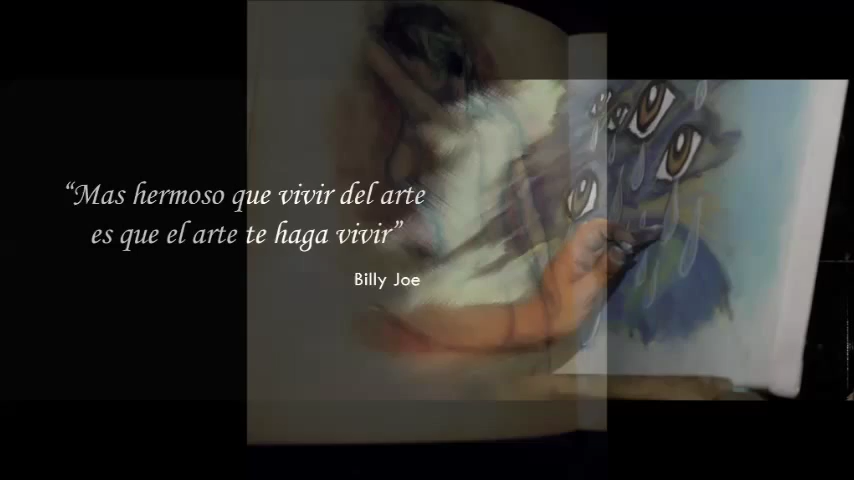 “Mas hermoso que vivir del arte
es que el arte te haga vivir”
Billy Joe